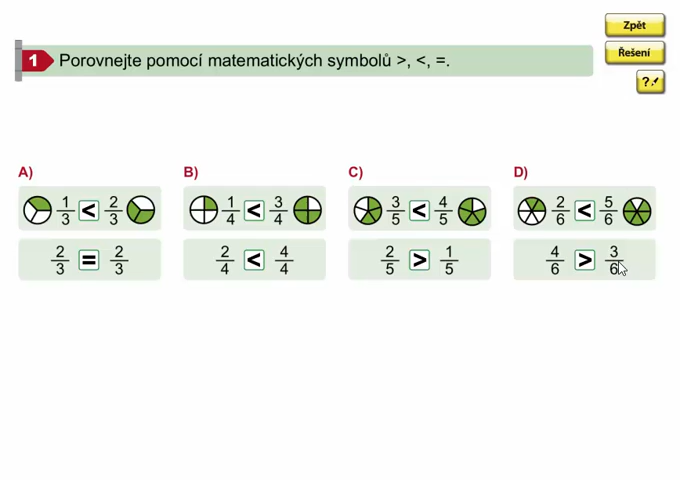 Zpět
Řešení
?
1 Porovnejte pomocí matematických symbolů >, <, =.
A) B) C) D)
1/3 < 2/3 1/4 < 3/4 3/5 < 4/5 2/6 < 5/6
2/3 = 2/3 2/4 < 4/4 2/5 > 1/5 4/6 > 3/6